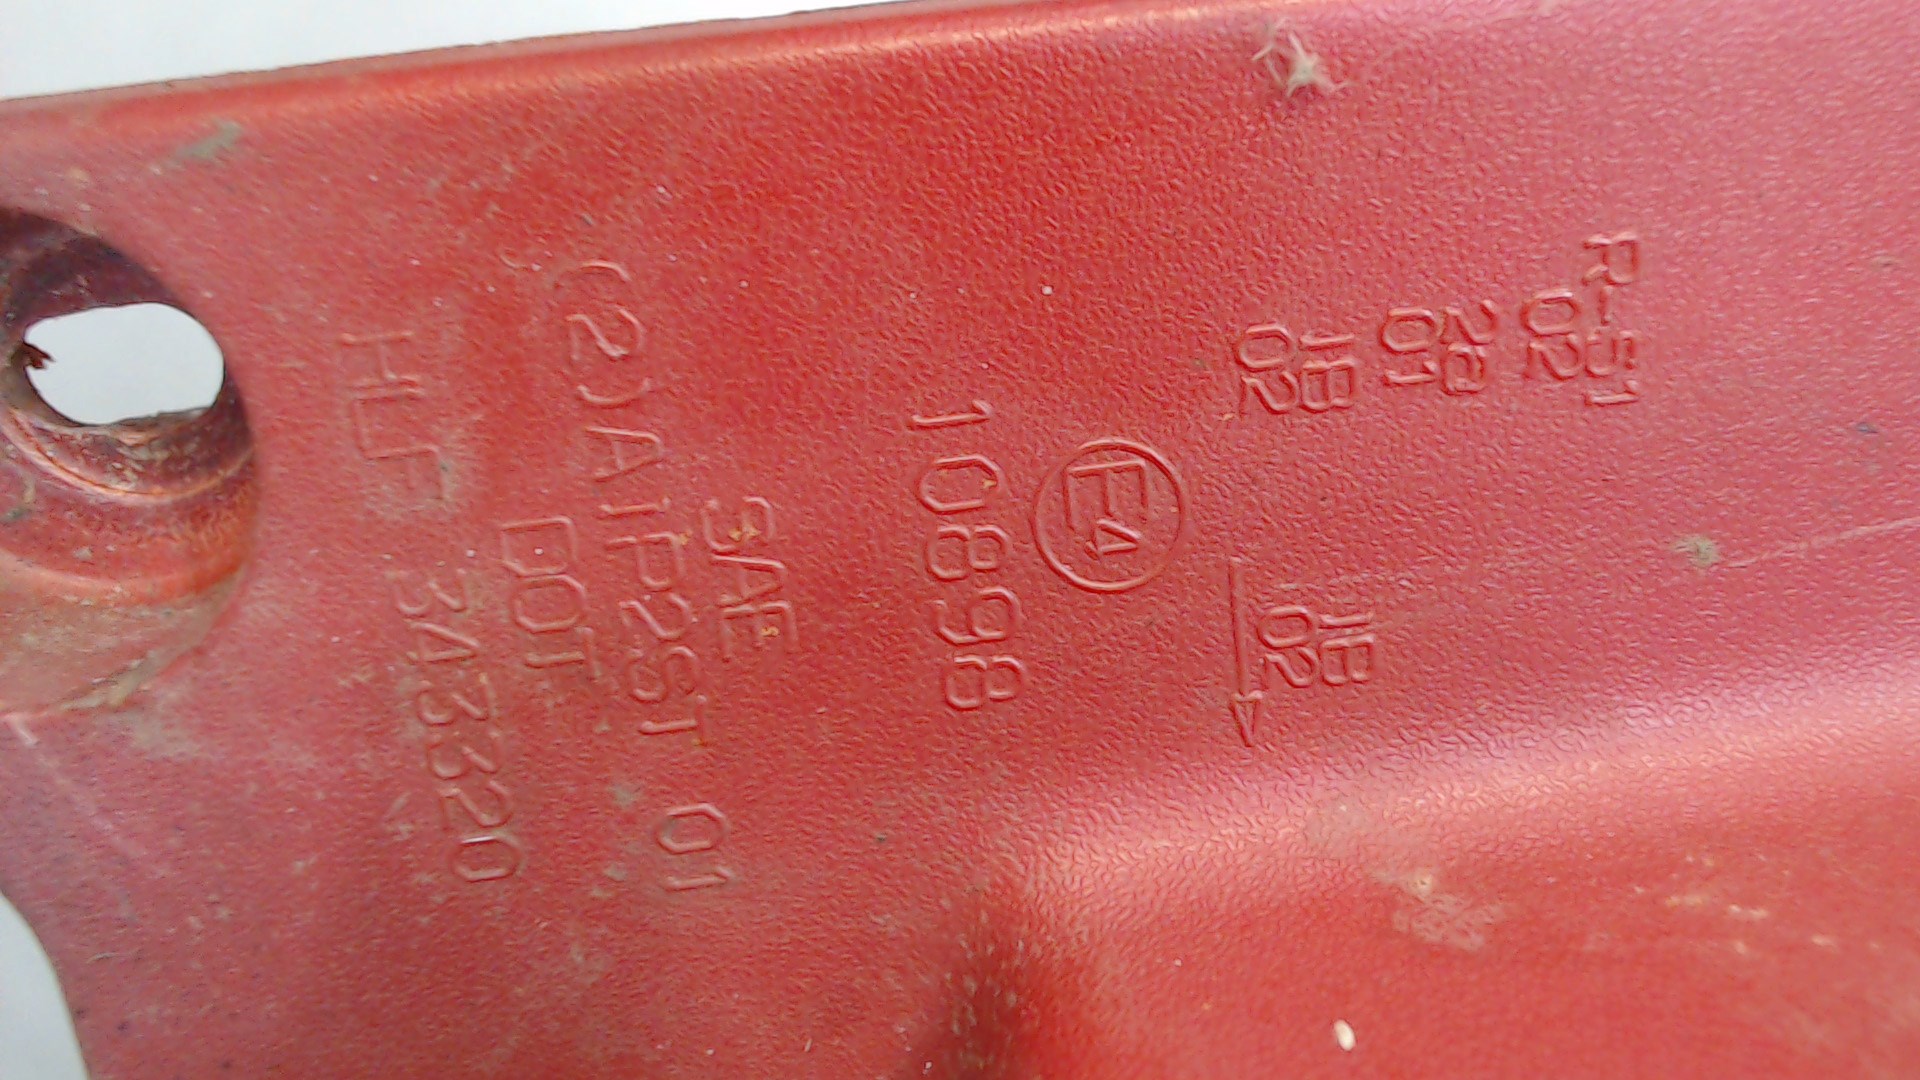 R-S1
02
2a
01
IB IB
02 02
E4
10898
SAE
(2)AIP2ST 01
DOT
HLF 343320